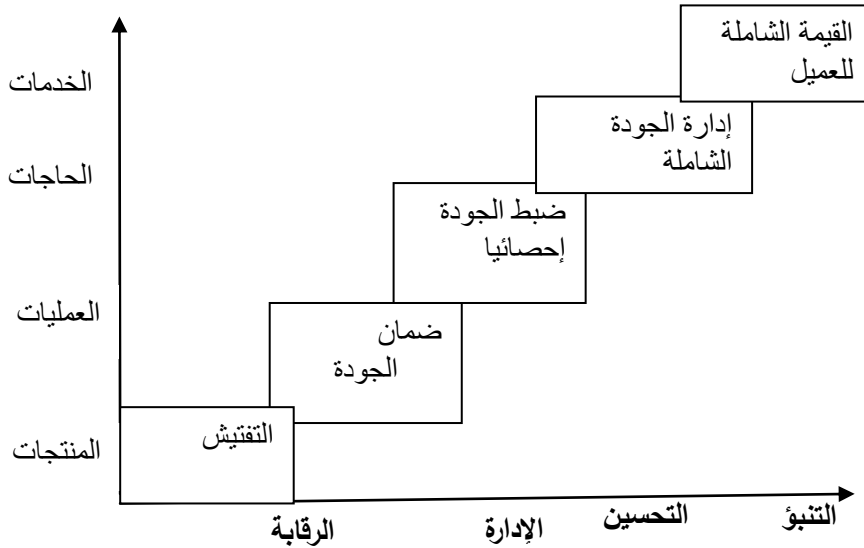 القيمة الشاملة
للعميل
الخدمات
إدارة الجودة
الشاملة
الحاجات
ضبط الجودة
إحصائيا
العمليات
ضمان
الجودة
التفتيش
المنتجات
الرقابة
الإدارة
التحسين
التنبؤ